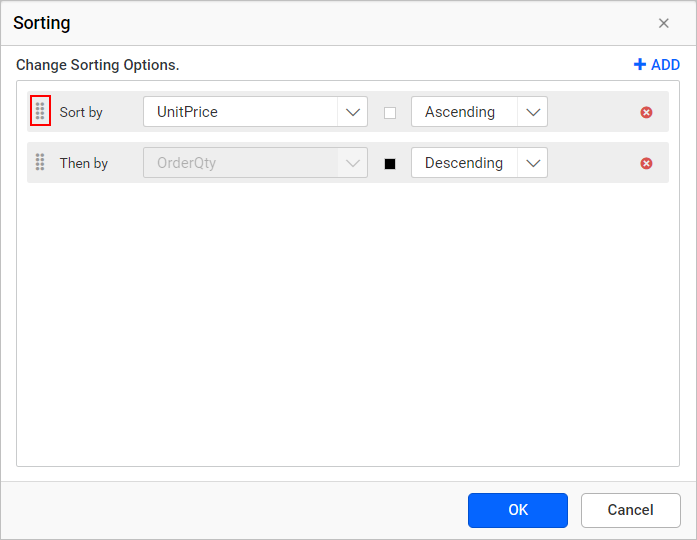 Sorting
Change Sorting Options.
ADD
Sort by UnitPrice Ascending
Then by OrderQty Descending
OK Cancel